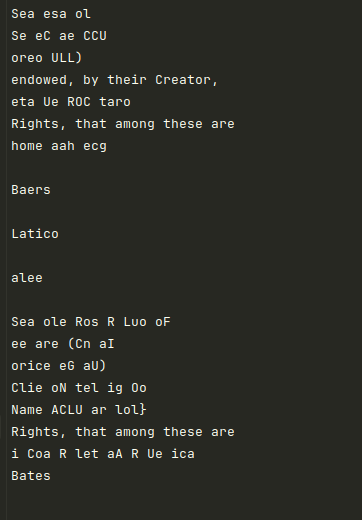 Sea esa ol
Se eC ae CCU
oreo ULL)
endowed, by their Creator,
eta Ue ROC taro
Rights, that among these are
home aah ecg
Baers
Latico
alee
Sea ole Ros R Luo oF
ee are (Cn aI
orice eG aU)
Clie oN tel ig Oo
Name ACLU ar lol}
Rights, that among these are
i Coa R let aA R Ue ica
Bates